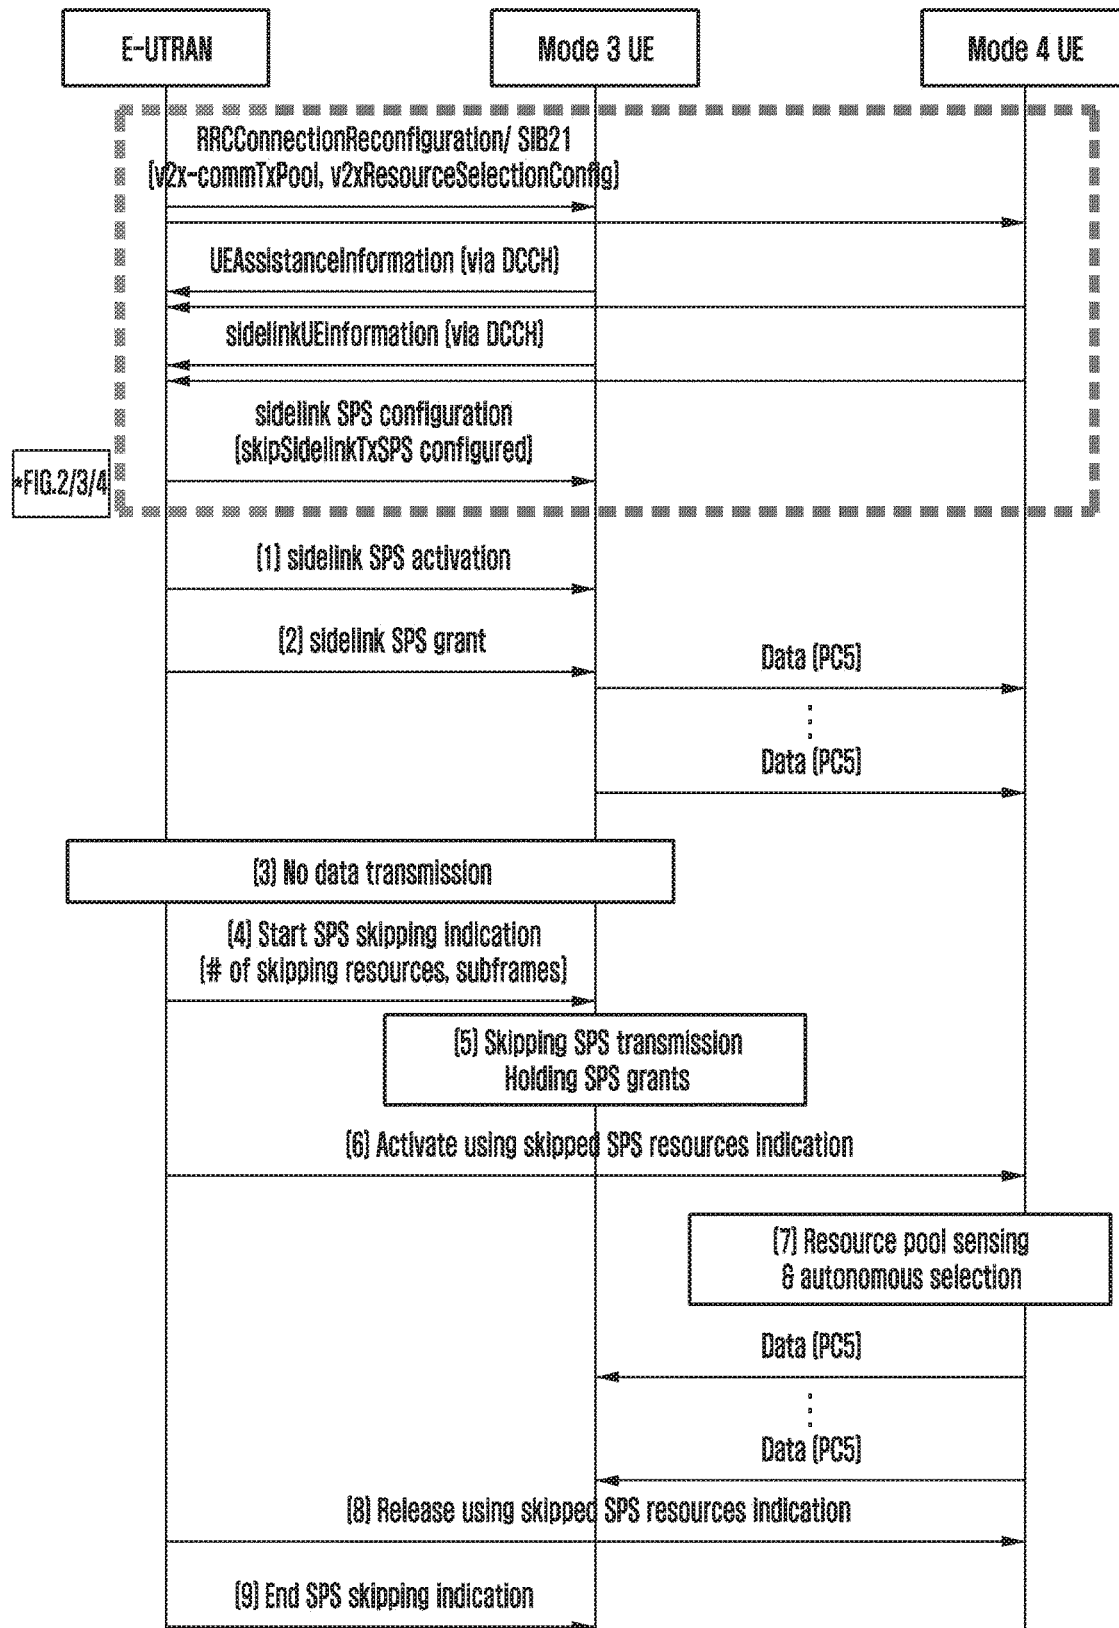 E-UTRAN
Mode 3 UE
Mode 4 UE
RRCConnectionReconfiguration/ SIB21
(v2x-commTxPool, v2xResourceSelectionConfig)
UEAssistanceInformation (via DCCH)
sidelinkUEInformation (via DCCH)
sidelink SPS configuration
(skipSidelinkTxSPS configured)
*FIG.2/3/4
(1) sidelink SPS activation
(2) sidelink SPS grant
Data (PC5)
Data (PC5)
(3) No data transmission
(4) Start SPS skipping indication
(# of skipping resources, subframes)
(5) Skipping SPS transmission
Holding SPS grants
(6) Activate using skipped SPS resources indication
(7) Resource pool sensing
& autonomous selection
Data (PC5)
Data (PC5)
(8) Release using skipped SPS resources indication
(9) End SPS skipping indication